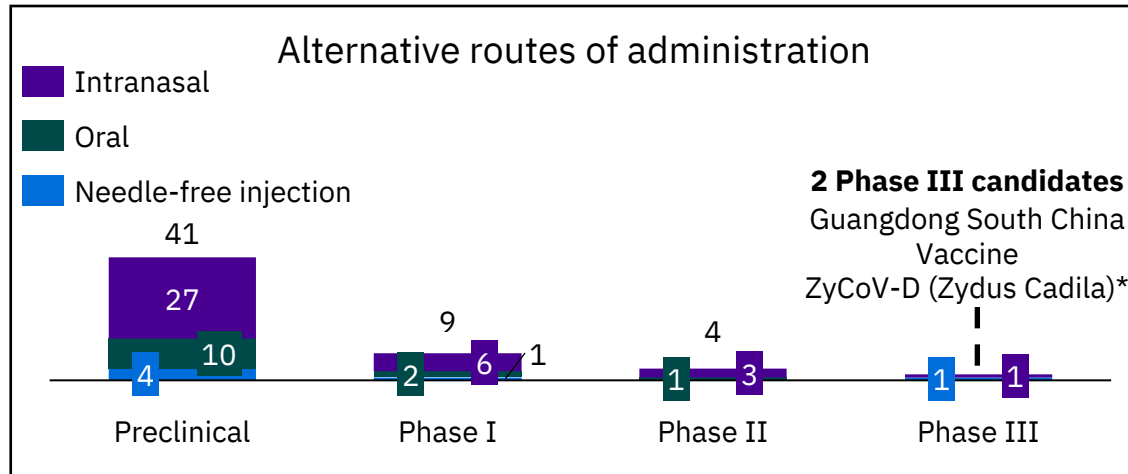 Alternative routes of administration
Intranasal
Oral
Needle-free injection
2 Phase III candidates
Guangdong South China
Vaccine
ZyCoV-D (Zydus Cadila)*
41
27
10
4
9
6
1
2
4
3
1
1
1
Preclinical
Phase I
Phase II
Phase III